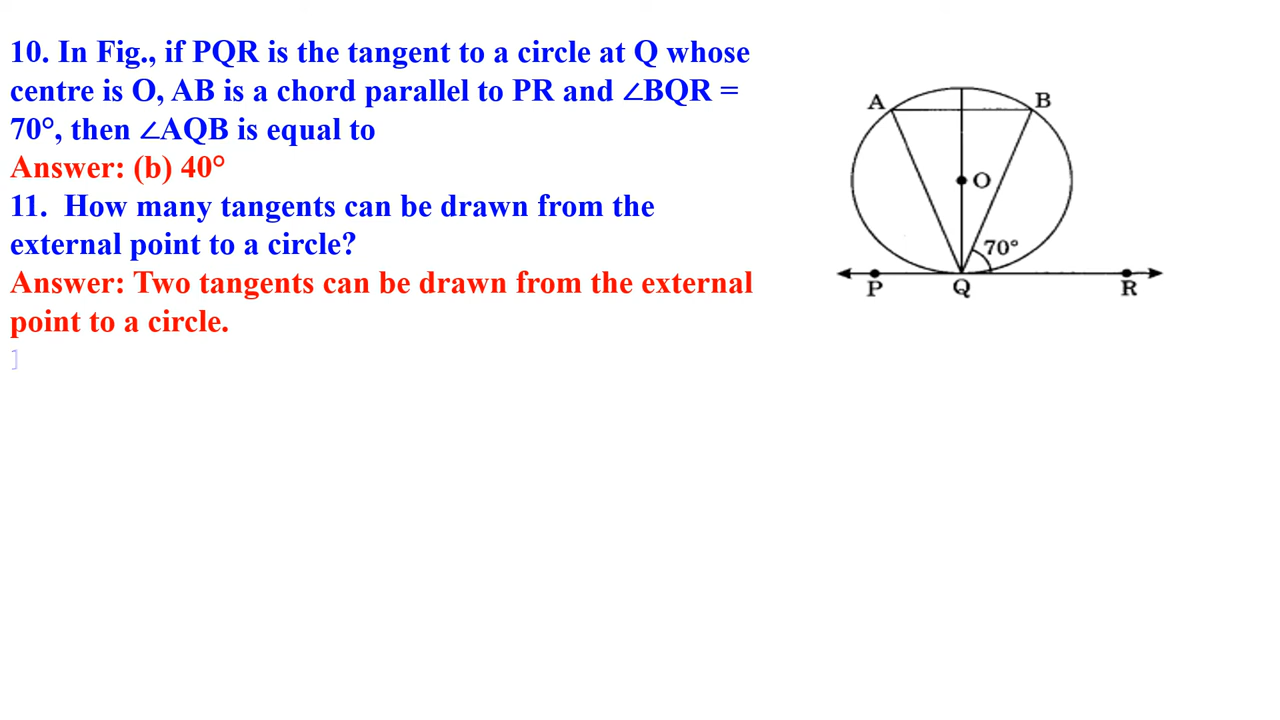 10. In Fig., if PQR is the tangent to a circle at Q whose
centre is O, AB is a chord parallel to PR and ∠BQR =
70°, then ∠AQB is equal to
Answer: (b) 40°
11.  How many tangents can be drawn from the
external point to a circle?
Answer: Two tangents can be drawn from the external
point to a circle.
A B
O
70°
P Q R